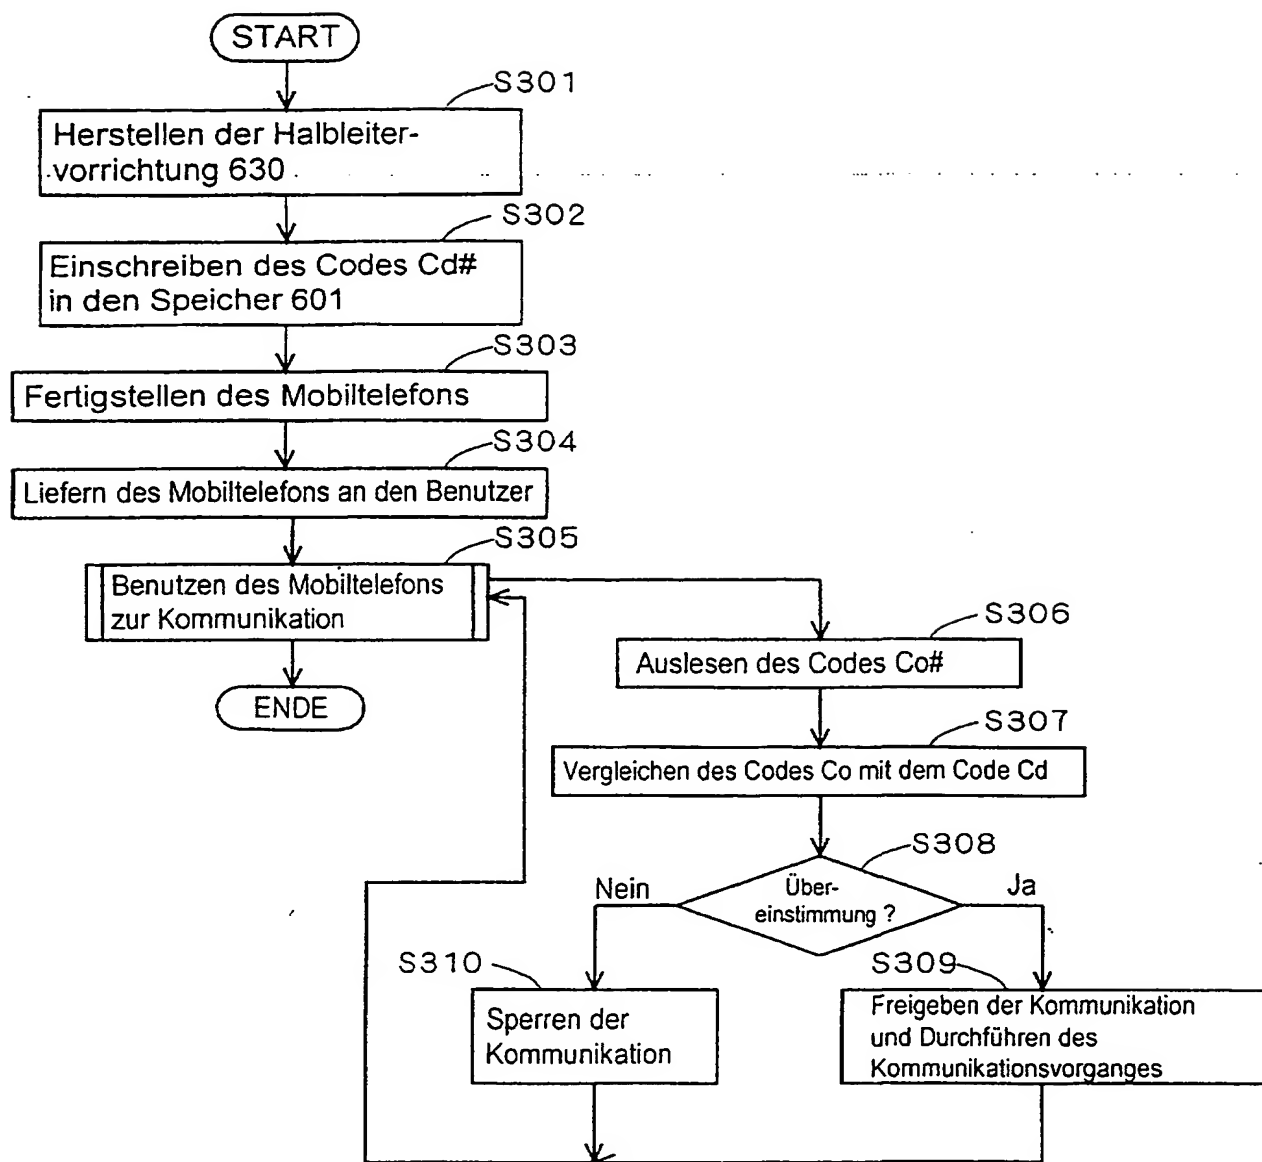 START
S301
Herstellen der Halbleiter-
vorrichtung 630
S302
Einschreiben des Codes Cd#
in den Speicher 601
S303
Fertigstellen des Mobiltelefons
S304
Liefern des Mobiltelefons an den Benutzer
S305
Benutzen des Mobiltelefons
zur Kommunikation
ENDE
S306
Auslesen des Codes Co#
S307
Vergleichen des Codes Co mit dem Code Cd
S308
Über-
einstimmung ?
Nein
Ja
S310
Sperren der
Kommunikation
S309
Freigeben der Kommunikation
und Durchführen des
Kommunikationsvorganges